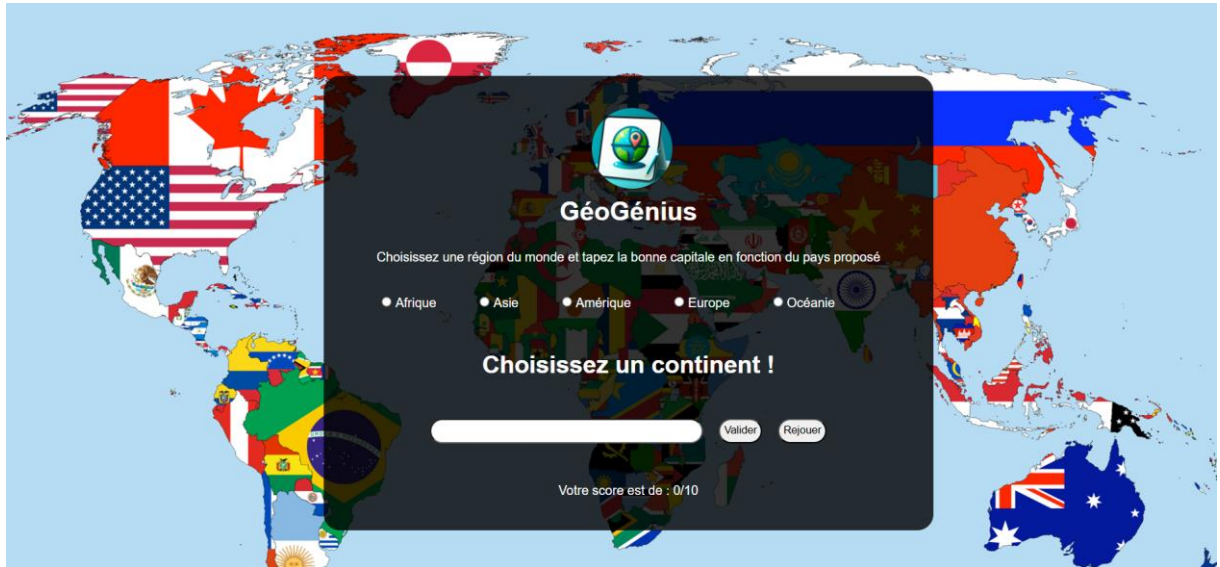 GéoGénius
Choisissez une région du monde et tapez la bonne capitale en fonction du pays proposé
Afrique Asie Amérique Europe Océanie
Choisissez un continent !
Valider Rejouer
Votre score est de : 0/10